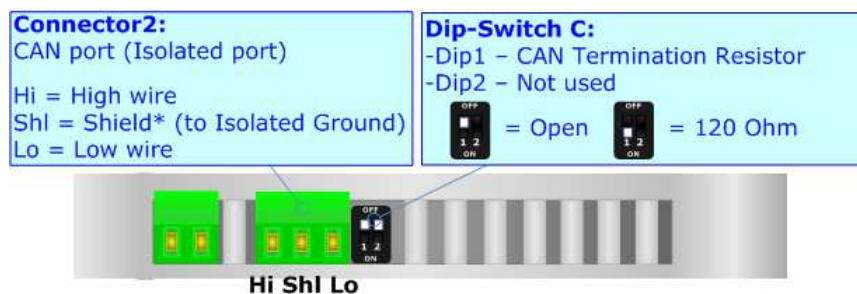 Connector2:
CAN port (Isolated port)
Hi = High wire
Shl = Shield* (to Isolated Ground)
Lo = Low wire
Dip-Switch C:
-Dip1 – CAN Termination Resistor
-Dip2 – Not used
OFF
1 2
ON
= Open
OFF
1 2
ON
= 120 Ohm
OFF
1 2
ON
Hi Shl Lo